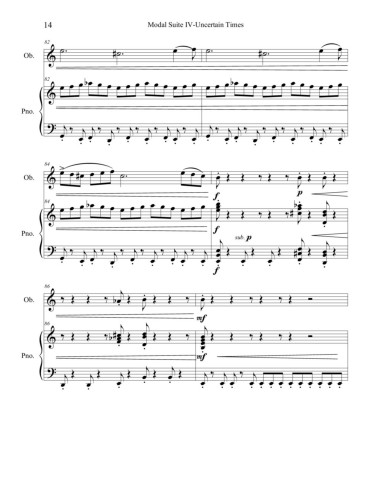 14 Modal Suite IV-Uncertain Times
82
Ob.
82
Pno.
84
Ob.
f p
84
Pno.
f
sub. p
f
86
Ob.
mf
86
Pno.
mf